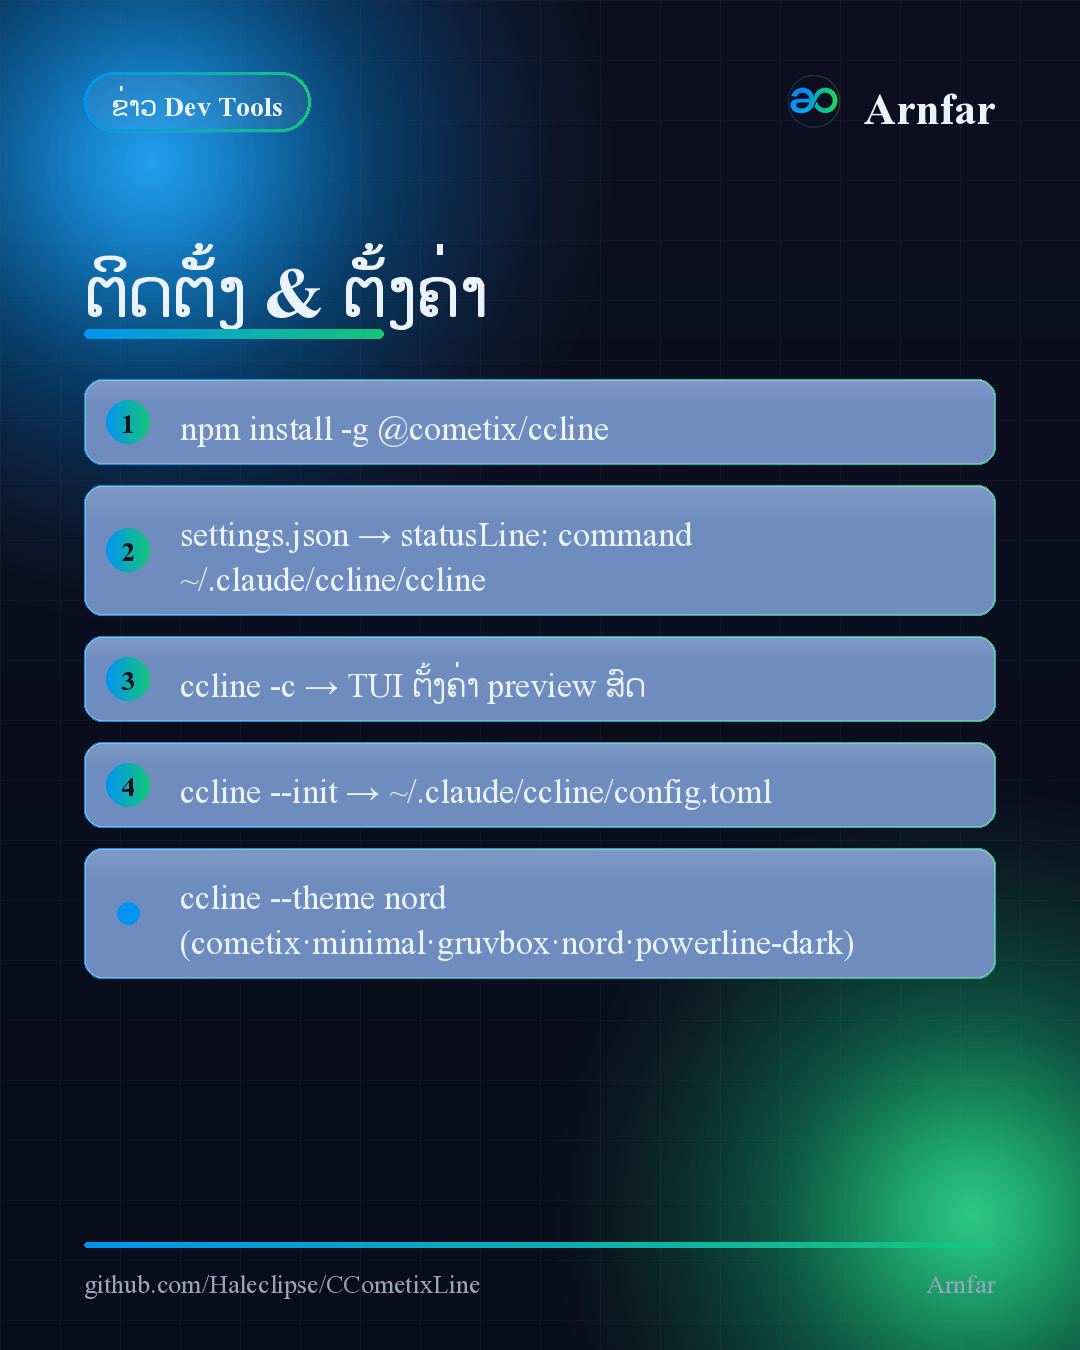 ຂ່າວ Dev Tools
Arnfar
ຕິດຕັ້ງ & ຕັ້ງຄ່າ
1 npm install -g @cometix/ccline
2 settings.json → statusLine: command
~/.claude/ccline/ccline
3 ccline -c → TUI ຕັ້ງຄ່າ preview ສົດ
4 ccline --init → ~/.claude/ccline/config.toml
ccline --theme nord
(cometix·minimal·gruvbox·nord·powerline-dark)
github.com/Haleclipse/CCometixLine
Arnfar